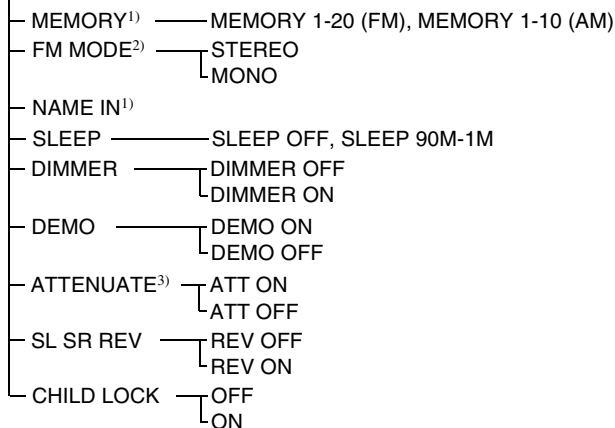 MEMORY1) MEMORY 1-20 (FM), MEMORY 1-10 (AM)
FM MODE2) STEREO
MONO
NAME IN1)
SLEEP SLEEP OFF, SLEEP 90M-1M
DIMMER DIMMER OFF
DIMMER ON
DEMO DEMO ON
DEMO OFF
ATTENUATE3) ATT ON
ATT OFF
SL SR REV REV OFF
REV ON
CHILD LOCK OFF
ON